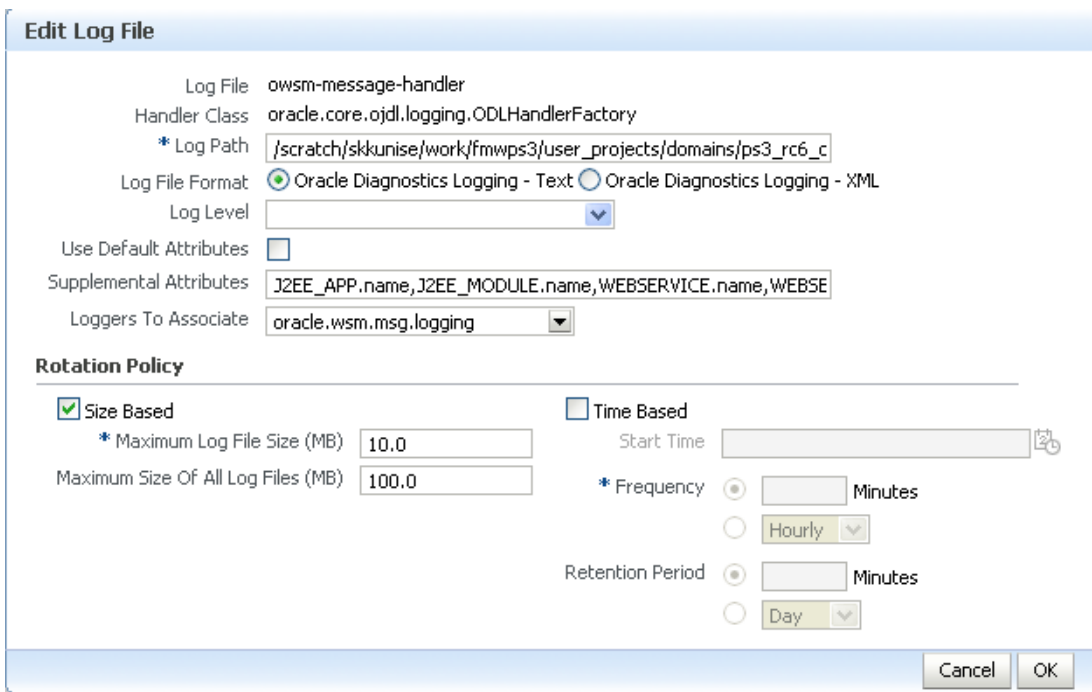 Edit Log File
Log File owsm-message-handler
Handler Class oracle.core.ojdl.logging.ODLHandlerFactory
* Log Path /scratch/skkunise/work/fmwps3/user_projects/domains/ps3_rc6_c
Log File Format Oracle Diagnostics Logging - Text Oracle Diagnostics Logging - XML
Log Level
Use Default Attributes
Supplemental Attributes J2EE_APP.name,J2EE_MODULE.name,WEBSERVICE.name,WEBSE
Loggers To Associate oracle.wsm.msg.logging
Rotation Policy
Size Based
* Maximum Log File Size (MB) 10.0
Maximum Size Of All Log Files (MB) 100.0
Time Based
Start Time
* Frequency Minutes
Hourly
Retention Period Minutes
Day
Cancel OK